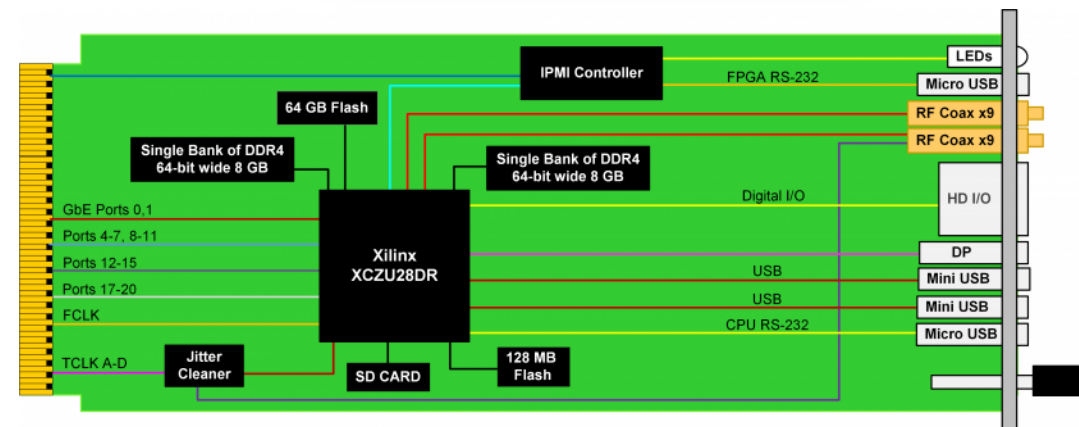 LEDs
IPMI Controller
FPGA RS-232
Micro USB
64 GB Flash
RF Coax x9
RF Coax x9
Single Bank of DDR4
64-bit wide 8 GB
Single Bank of DDR4
64-bit wide 8 GB
Digital I/O
HD I/O
GbE Ports 0,1
Ports 4-7, 8-11
Xilinx
XCZU28DR
DP
Ports 12-15
USB
Mini USB
Ports 17-20
USB
Mini USB
FCLK
CPU RS-232
Micro USB
TCLK A-D
Jitter
Cleaner
SD CARD
128 MB
Flash